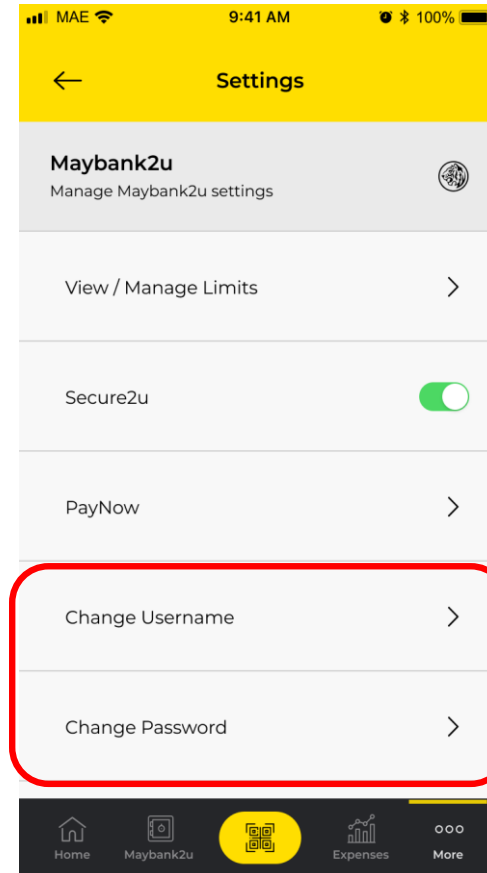 MAE 9:41 AM 100%
Settings
Maybank2u
Manage Maybank2u settings
View / Manage Limits
Secure2u
PayNow
Change Username
Change Password
Home Maybank2u Expenses More